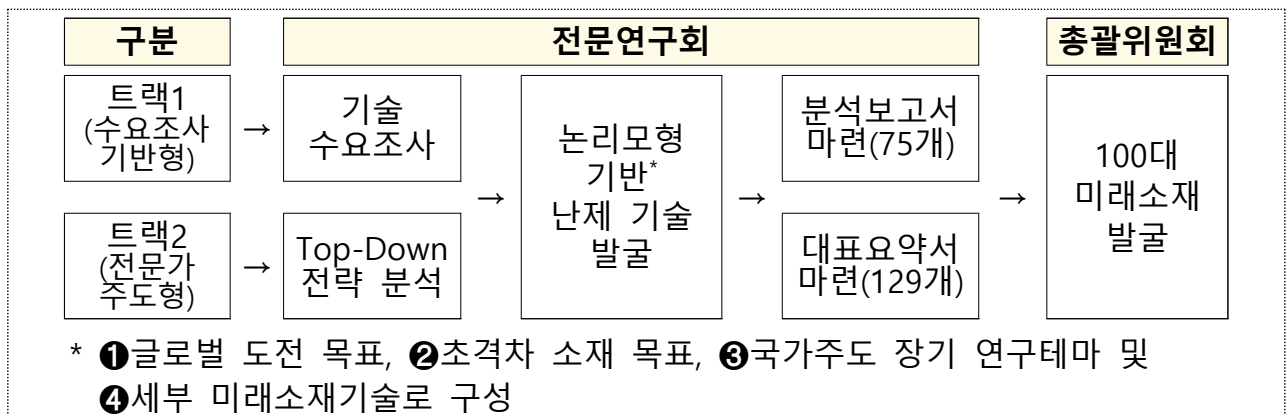 구분
전문연구회
총괄위원회
트랙1
(수요조사
기반형)
→
기술
수요조사
트랙2
(전문가
주도형)
→
Top-Down
전략 분석
→
논리모형
기반*
난제 기술
발굴
→
분석보고서
마련(75개)
대표요약서
마련(129개)
→
100대
미래소재
발굴
* ❶글로벌 도전 목표, ❷초격차 소재 목표, ❸국가주도 장기 연구테마 및
❹세부 미래소재기술로 구성